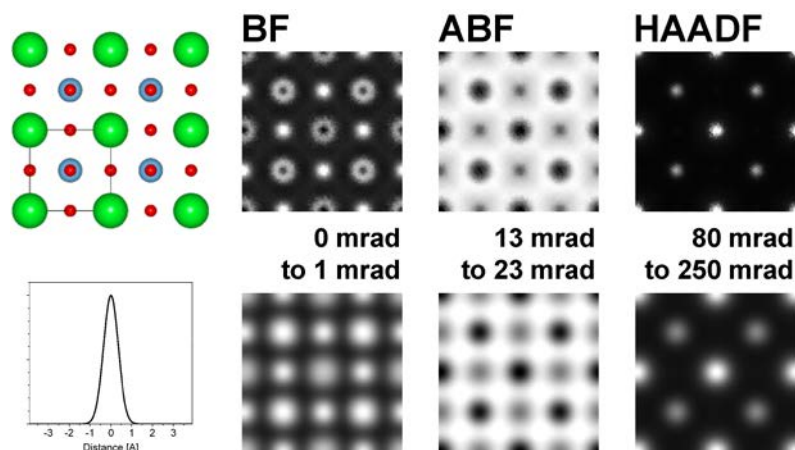 BF
ABF
HAADF
0 mrad
to 1 mrad
13 mrad
to 23 mrad
80 mrad
to 250 mrad
-3 -2 -1 0 1 2 3
Distance [A]